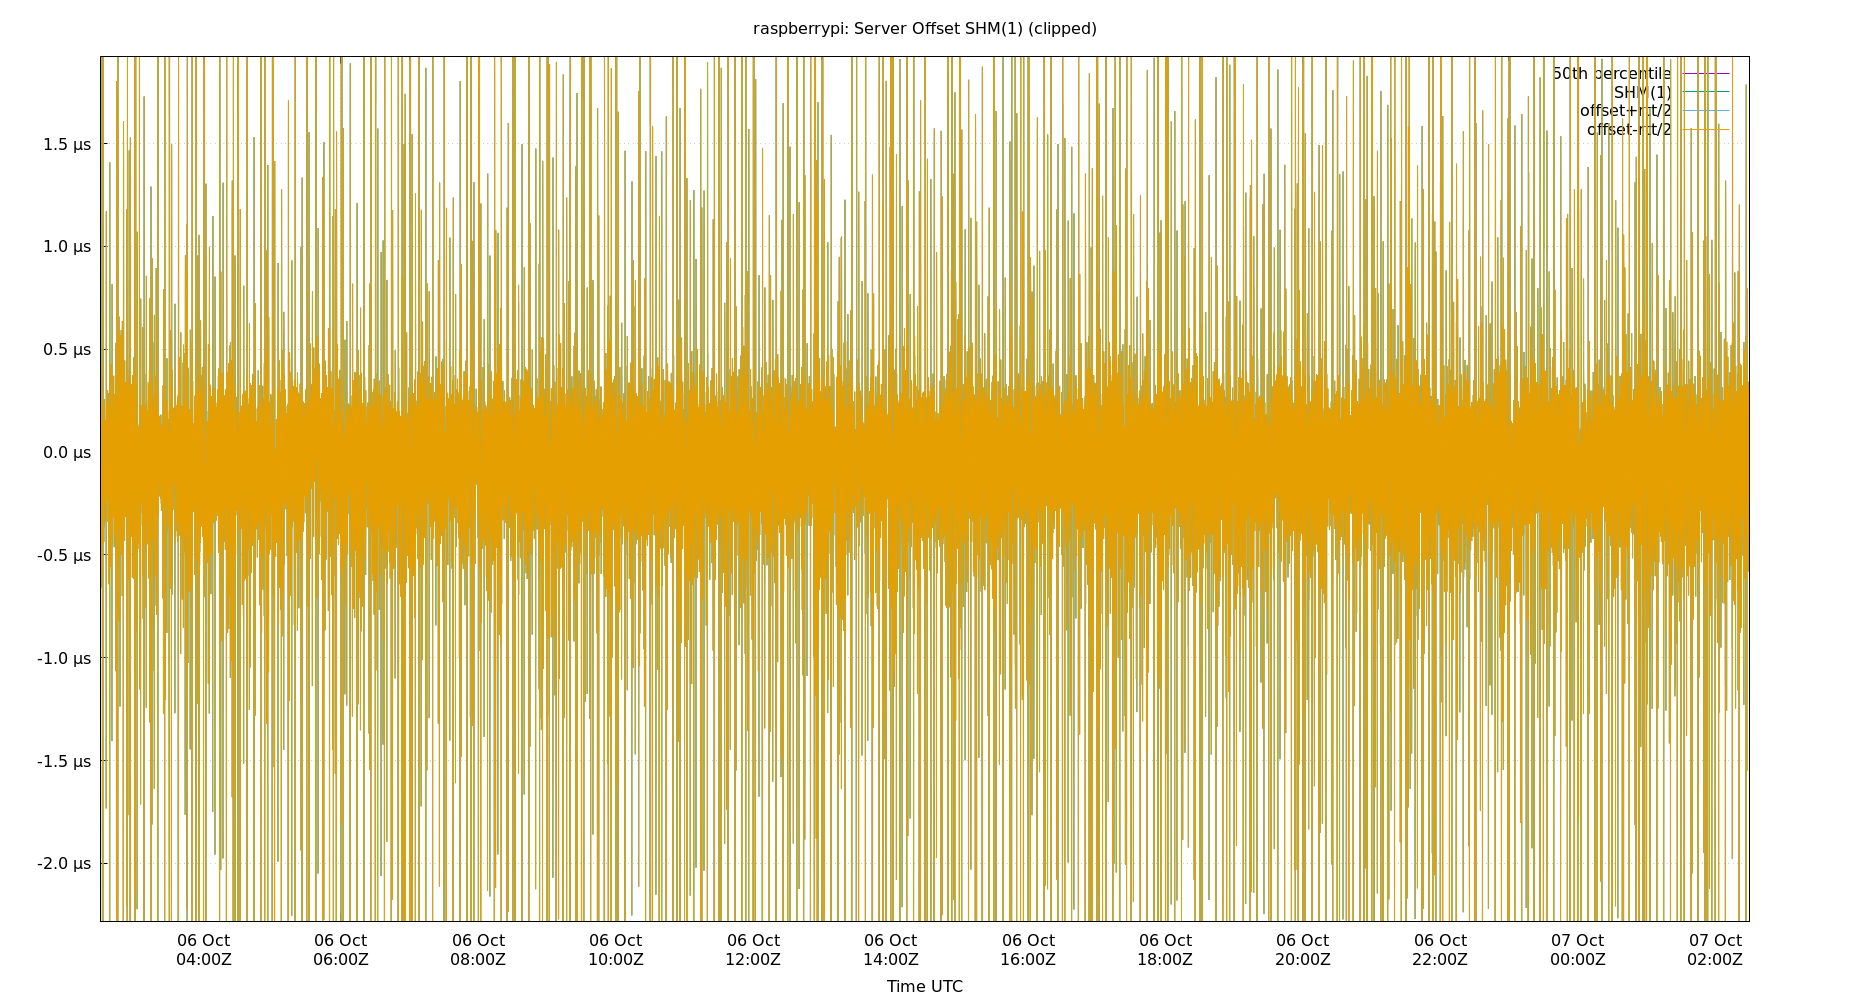 raspberrypi: Server Offset SHM(1) (clipped)
50th percentile
SHM(1)
offset+rtt/2
offset-rtt/2
1.5 µs
1.0 µs
0.5 µs
0.0 µs
-0.5 µs
-1.0 µs
-1.5 µs
-2.0 µs
06 Oct 06 Oct 06 Oct 06 Oct 06 Oct 06 Oct 06 Oct 06 Oct 06 Oct 06 Oct 07 Oct 07 Oct
04:00Z 06:00Z 08:00Z 10:00Z 12:00Z 14:00Z 16:00Z 18:00Z 20:00Z 22:00Z 00:00Z 02:00Z
Time UTC